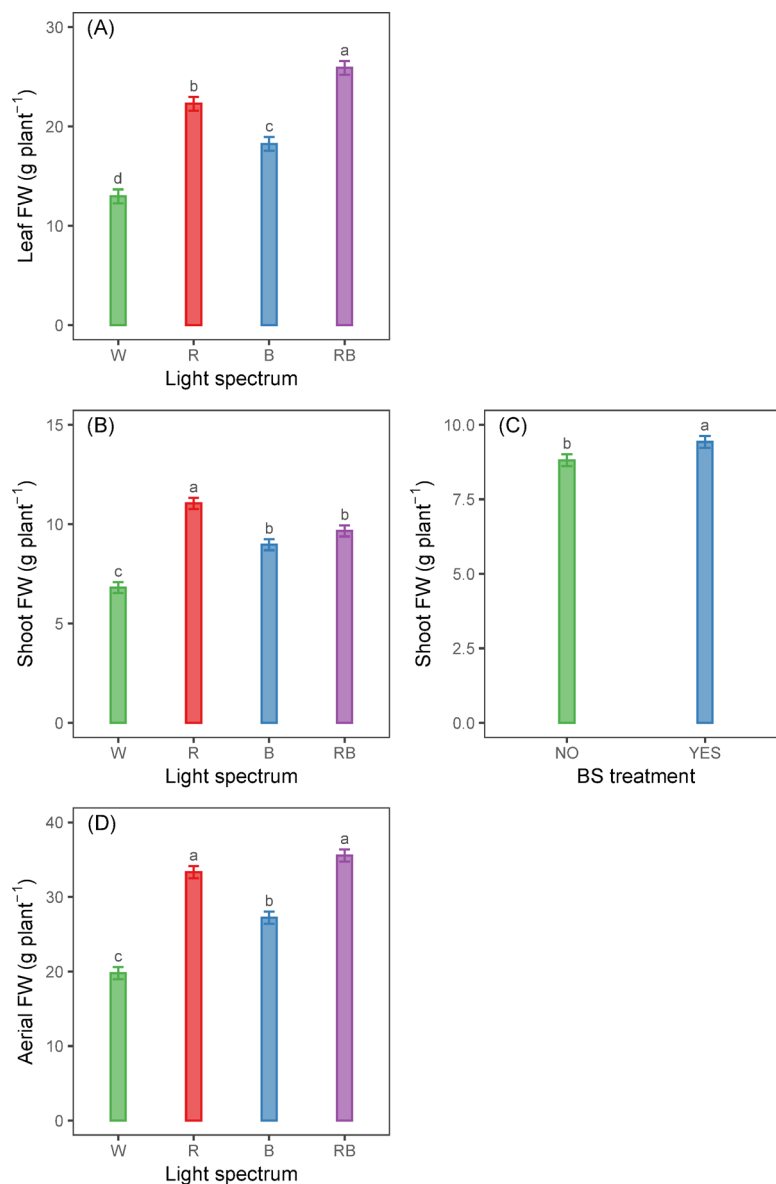 (A)
Leaf FW (g plant⁻¹)
30
20
10
0
d
b
c
a
W R B RB
Light spectrum
(B)
Shoot FW (g plant⁻¹)
15
10
5
0
c
a
b
b
W R B RB
Light spectrum
(C)
Shoot FW (g plant⁻¹)
10.0
7.5
5.0
2.5
0.0
b
a
NO YES
BS treatment
(D)
Aerial FW (g plant⁻¹)
40
30
20
10
0
c
a
b
a
W R B RB
Light spectrum